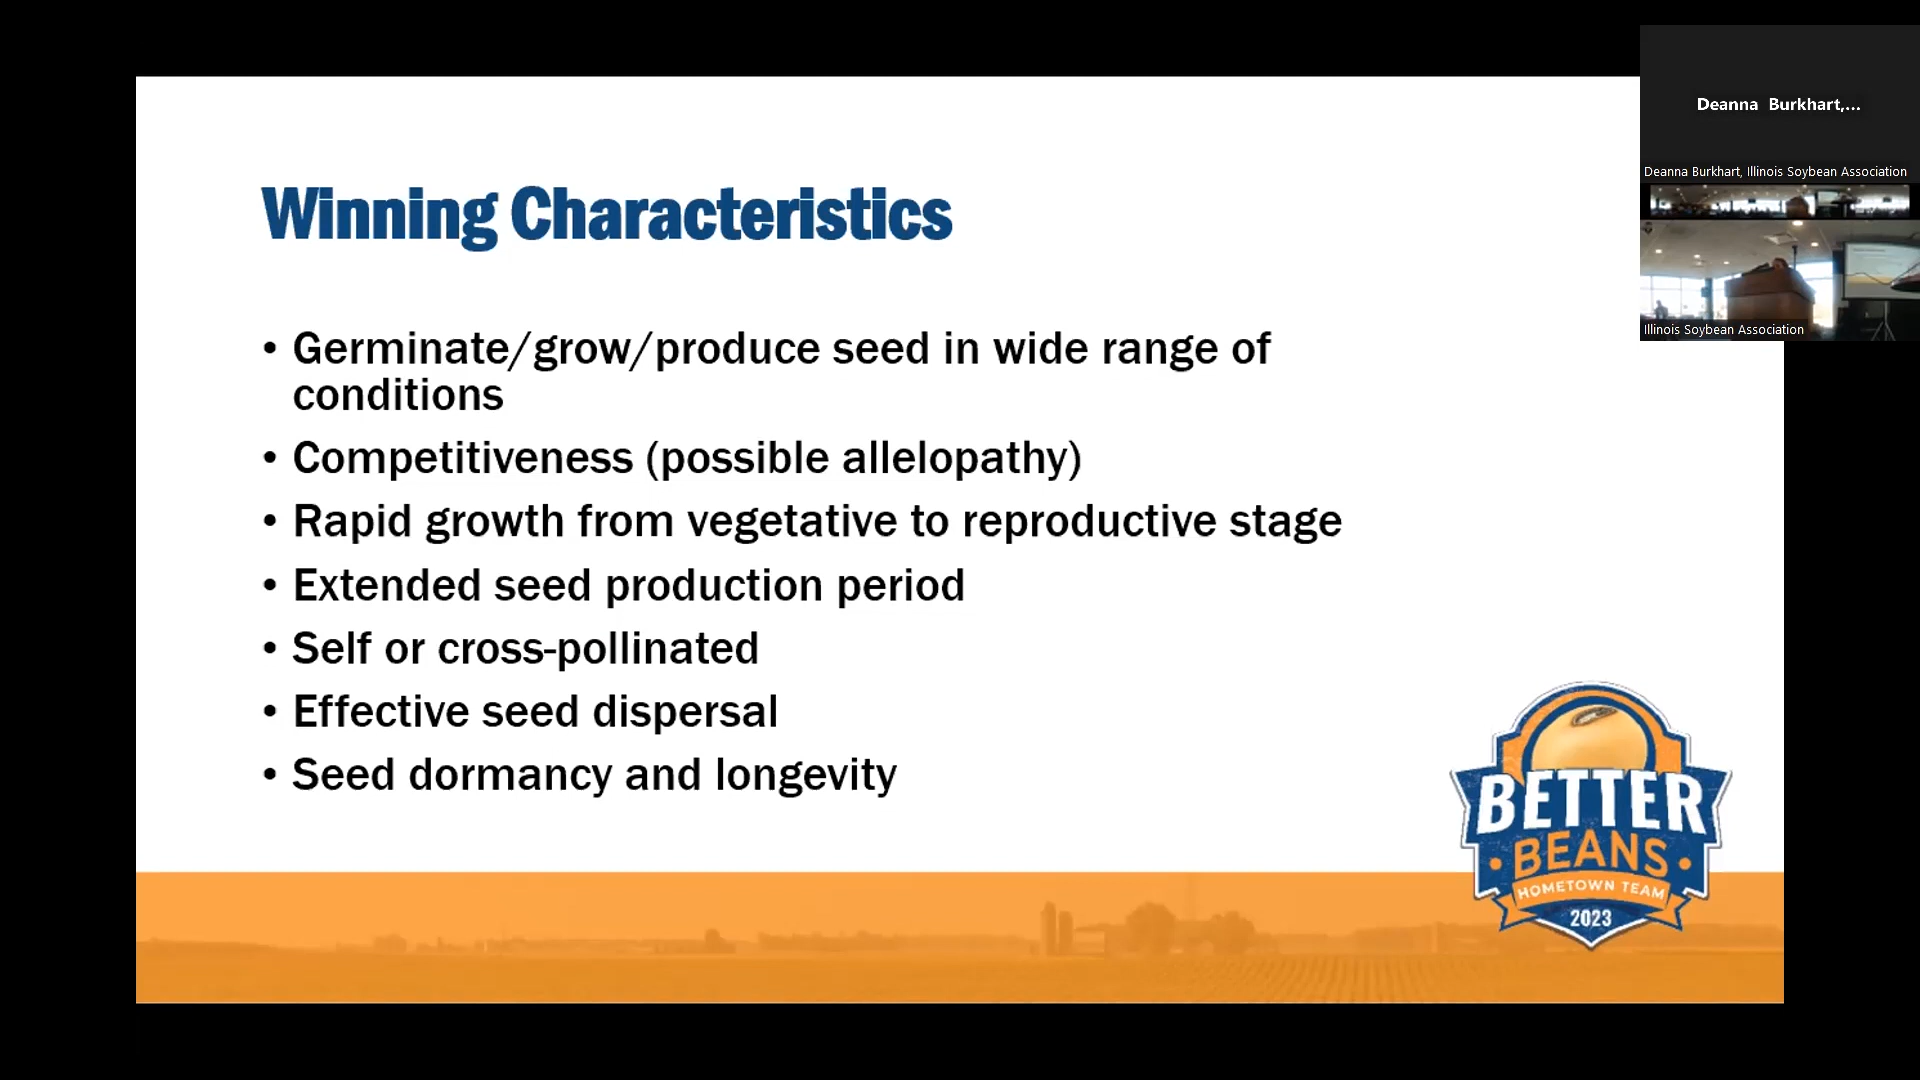 Winning Characteristics
• Germinate/grow/produce seed in wide range of
conditions
• Competitiveness (possible allelopathy)
• Rapid growth from vegetative to reproductive stage
• Extended seed production period
• Self or cross-pollinated
• Effective seed dispersal
• Seed dormancy and longevity
BETTER
• BEANS •
HOMETOWN TEAM
2023
Deanna Burkhart,...
Deanna Burkhart, Illinois Soybean Association
Illinois Soybean Association